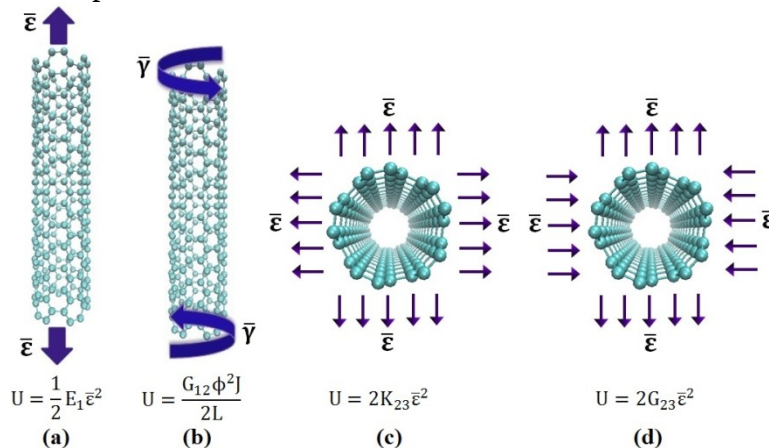 ε̄
γ̄
ε̄
ε̄
ε̄
ε̄
ε̄
ε̄
ε̄
γ̄
ε̄
ε̄
ε̄
U = 1/2 E₁ε̄²
U = G₁₂ϕ²J / 2L
U = 2K₂₃ε̄²
U = 2G₂₃ε̄²
(a)
(b)
(c)
(d)